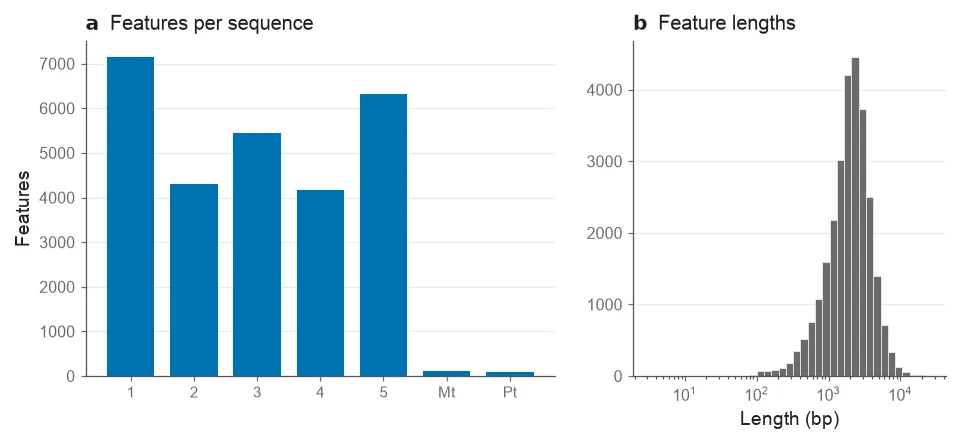 a Features per sequence
Features
7000
6000
5000
4000
3000
2000
1000
0
1 2 3 4 5 Mt Pt
b Feature lengths
4000
3000
2000
1000
0
10¹ 10² 10³ 10⁴
Length (bp)